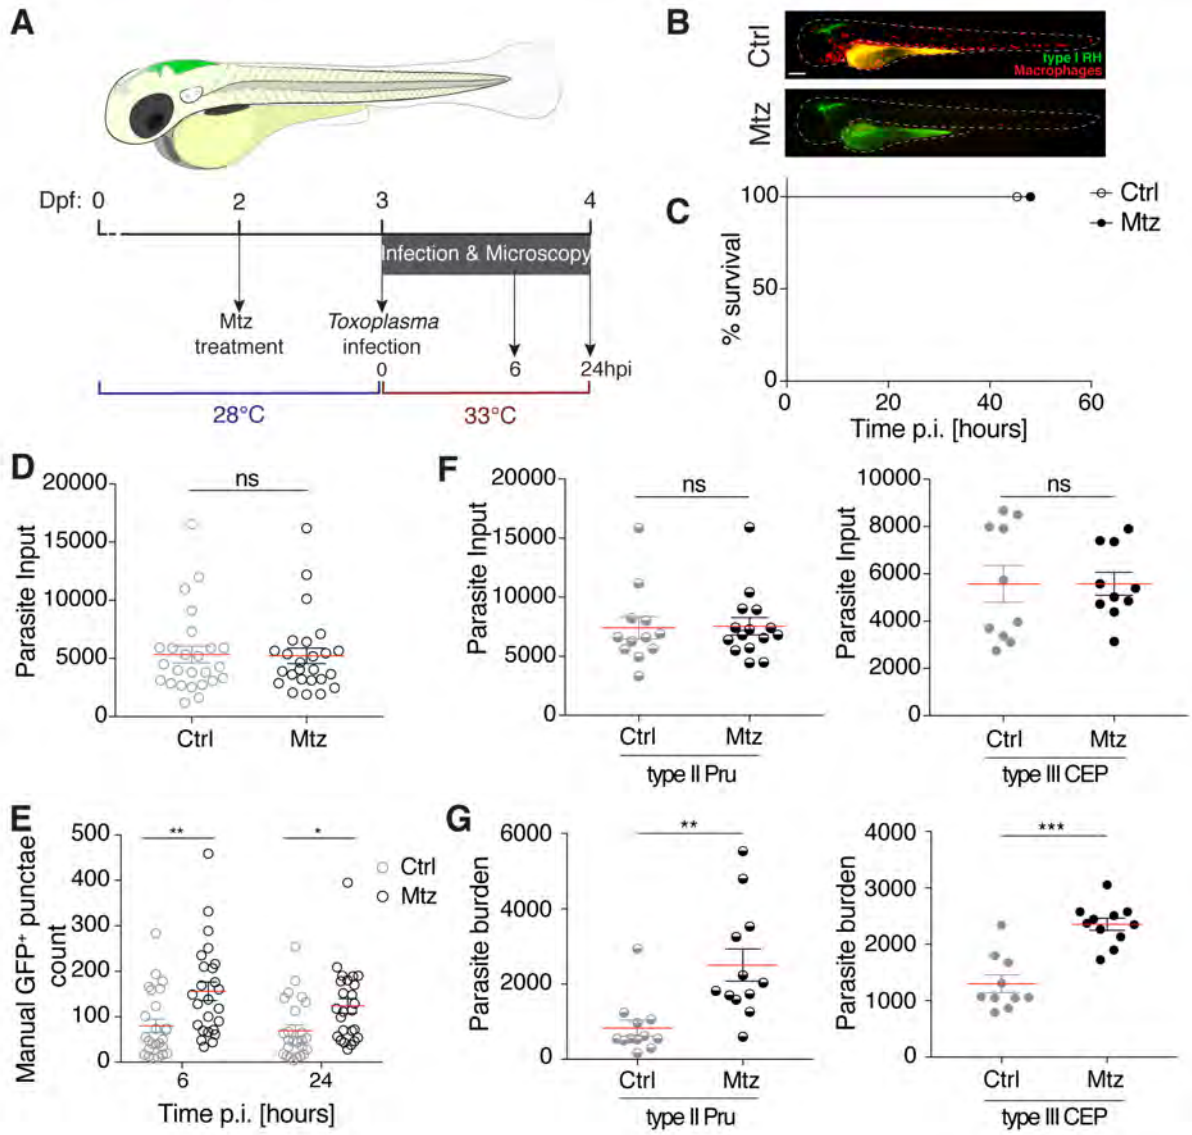 A
Dpf: 0 2 3 4
Infection & Microscopy
Mtz
treatment
Toxoplasma
infection
0 6 24hpi
28°C 33°C
B
Ctrl
type I RH
Macrophages
Mtz
C
% survival
100
50
0
0 20 40 60
Time p.i. [hours]
Ctrl
Mtz
D
Parasite Input
ns
20000
15000
10000
5000
0
Ctrl Mtz
F
Parasite Input
ns
20000
15000
10000
5000
0
Ctrl Mtz
type II Pru
Parasite Input
ns
10000
8000
6000
4000
2000
0
Ctrl Mtz
type III CEP
E
Manual GFP+ punctae
count
** *
500
400
300
200
100
0
6 24
Time p.i. [hours]
Ctrl
Mtz
G
Parasite burden
**
6000
4000
2000
0
Ctrl Mtz
type II Pru
Parasite burden
***
4000
3000
2000
1000
0
Ctrl Mtz
type III CEP